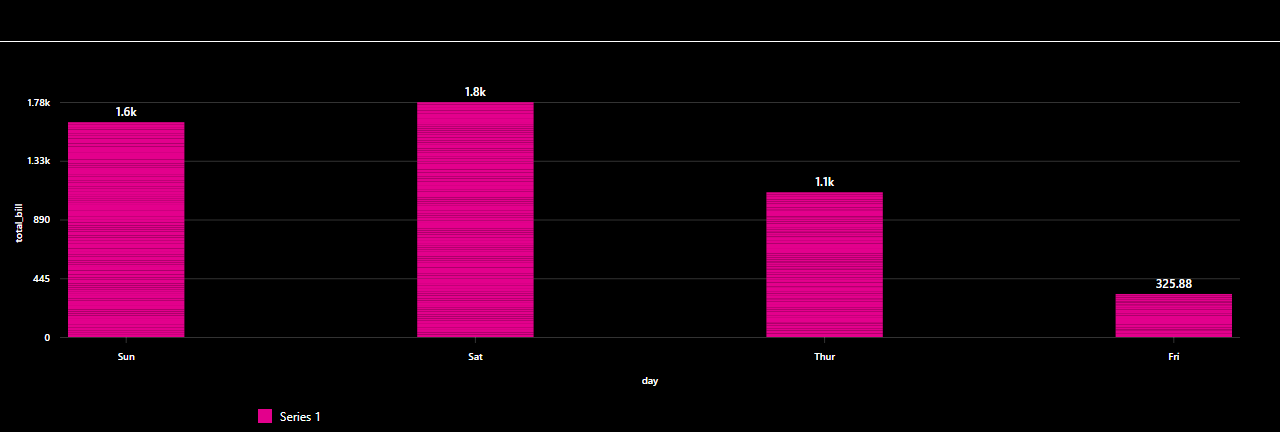 1.8k
1.78k
1.6k
1.33k
1.1k
890
total_bill
445
325.88
0
Sun Sat Thur Fri
day
Series 1